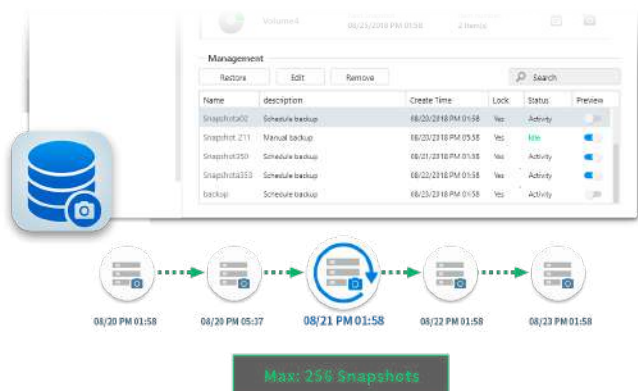 Volume4
08/23/2018 PM 01:58 2 Item(s)
Management
Restore Edit Remove Search
Name description Create Time Lock Status Preview
Snapshota02 Schedule backup 08/20/2018 PM 01:58 Yes Activity
Snapshot 211 Manual backup 08/20/2018 PM 05:58 Yes Idle
Snapshot350 Schedule backup 08/21/2018 PM 01:58 Yes Activity
Snapshota353 Schedule backup 08/22/2018 PM 01:58 Yes Activity
backup Schedule backup 08/23/2018 PM 01:58 Yes Activity
08/20 PM 01:58 08/20 PM 05:37 08/21 PM 01:58 08/22 PM 01:58 08/23 PM 01:58
Max: 256 Snapshots